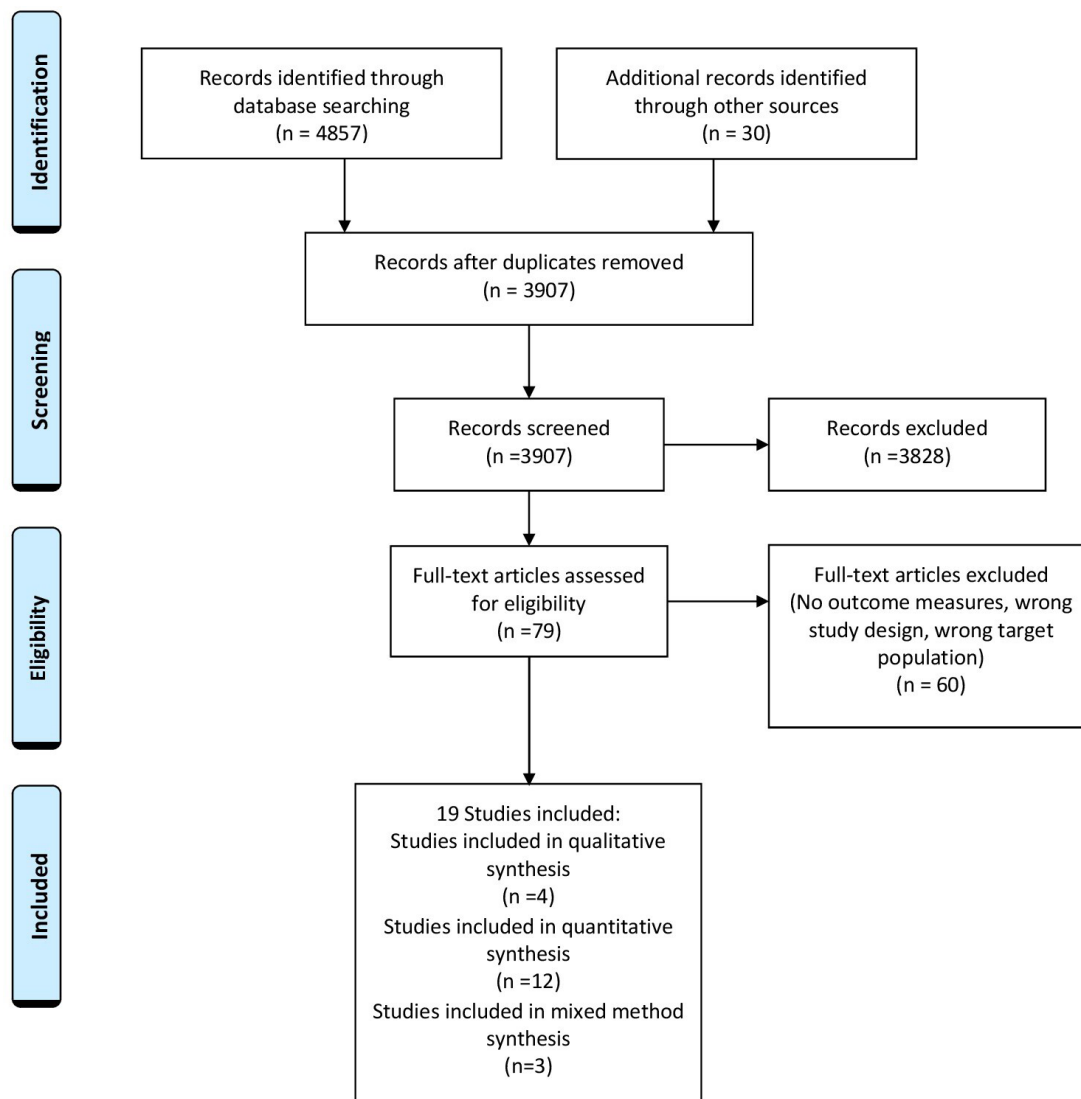 Identification
Records identified through
database searching
(n = 4857)
Additional records identified
through other sources
(n = 30)
Records after duplicates removed
(n = 3907)
Screening
Records screened
(n =3907)
Records excluded
(n =3828)
Eligibility
Full-text articles assessed
for eligibility
(n =79)
Full-text articles excluded
(No outcome measures, wrong
study design, wrong target
population)
(n = 60)
Included
19 Studies included:
Studies included in qualitative
synthesis
(n =4)
Studies included in quantitative
synthesis
(n =12)
Studies included in mixed method
synthesis
(n=3)